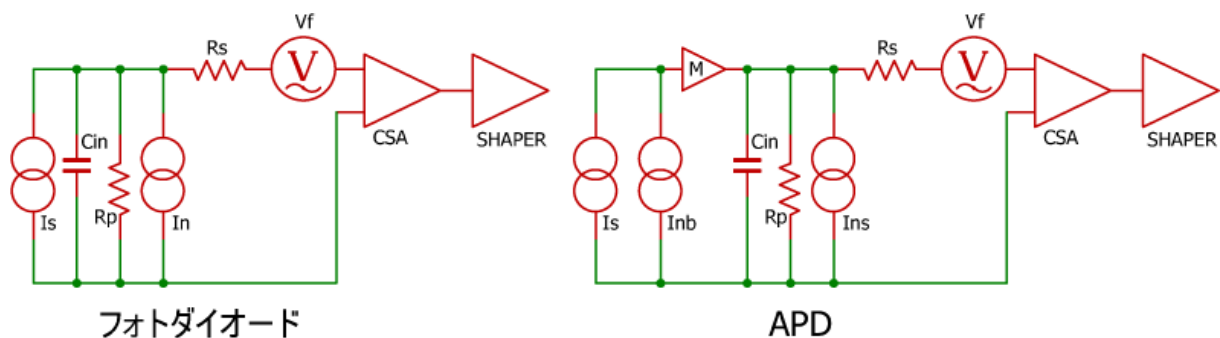 Vf
Rs
CSA
SHAPER
Cin
Is
Rp
In
フォトダイオード
Vf
M
Rs
CSA
SHAPER
Cin
Is
Inb
Rp
Ins
APD